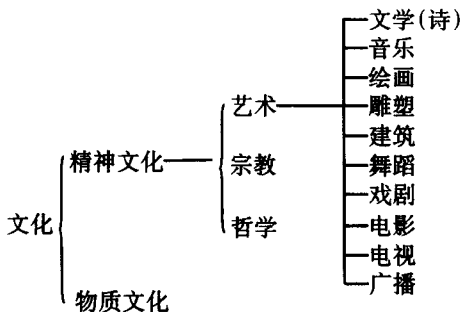 文学(诗)
音乐
绘画
艺术
雕塑
建筑
精神文化
宗教
舞蹈
戏剧
文化
哲学
电影
电视
广播
物质文化